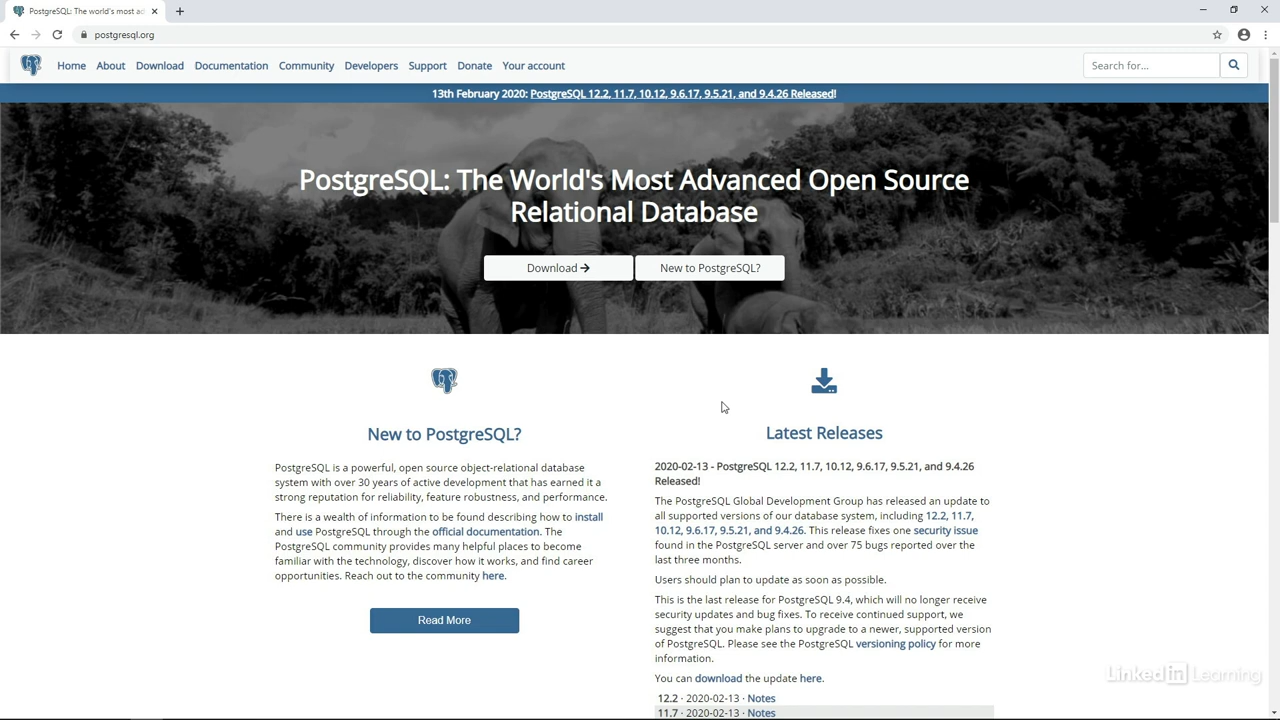 PostgreSQL: The world's most ad
postgresql.org
Home About Download Documentation Community Developers Support Donate Your account
Search for...
13th February 2020: PostgreSQL 12.2, 11.7, 10.12, 9.6.17, 9.5.21, and 9.4.26 Released!
PostgreSQL: The World's Most Advanced Open Source
Relational Database
Download → New to PostgreSQL?
New to PostgreSQL?
PostgreSQL is a powerful, open source object-relational database
system with over 30 years of active development that has earned it a
strong reputation for reliability, feature robustness, and performance.
There is a wealth of information to be found describing how to install
and use PostgreSQL through the official documentation. The
PostgreSQL community provides many helpful places to become
familiar with the technology, discover how it works, and find career
opportunities. Reach out to the community here.
Read More
Latest Releases
2020-02-13 - PostgreSQL 12.2, 11.7, 10.12, 9.6.17, 9.5.21, and 9.4.26
Released!
The PostgreSQL Global Development Group has released an update to
all supported versions of our database system, including 12.2, 11.7,
10.12, 9.6.17, 9.5.21, and 9.4.26. This release fixes one security issue
found in the PostgreSQL server and over 75 bugs reported over the
last three months.
Users should plan to update as soon as possible.
This is the last release for PostgreSQL 9.4, which will no longer receive
security updates and bug fixes. To receive continued support, we
suggest that you make plans to upgrade to a newer, supported version
of PostgreSQL. Please see the PostgreSQL versioning policy for more
information.
You can download the update here.
12.2 · 2020-02-13 · Notes
11.7 · 2020-02-13 · Notes
LinkedIn Learning